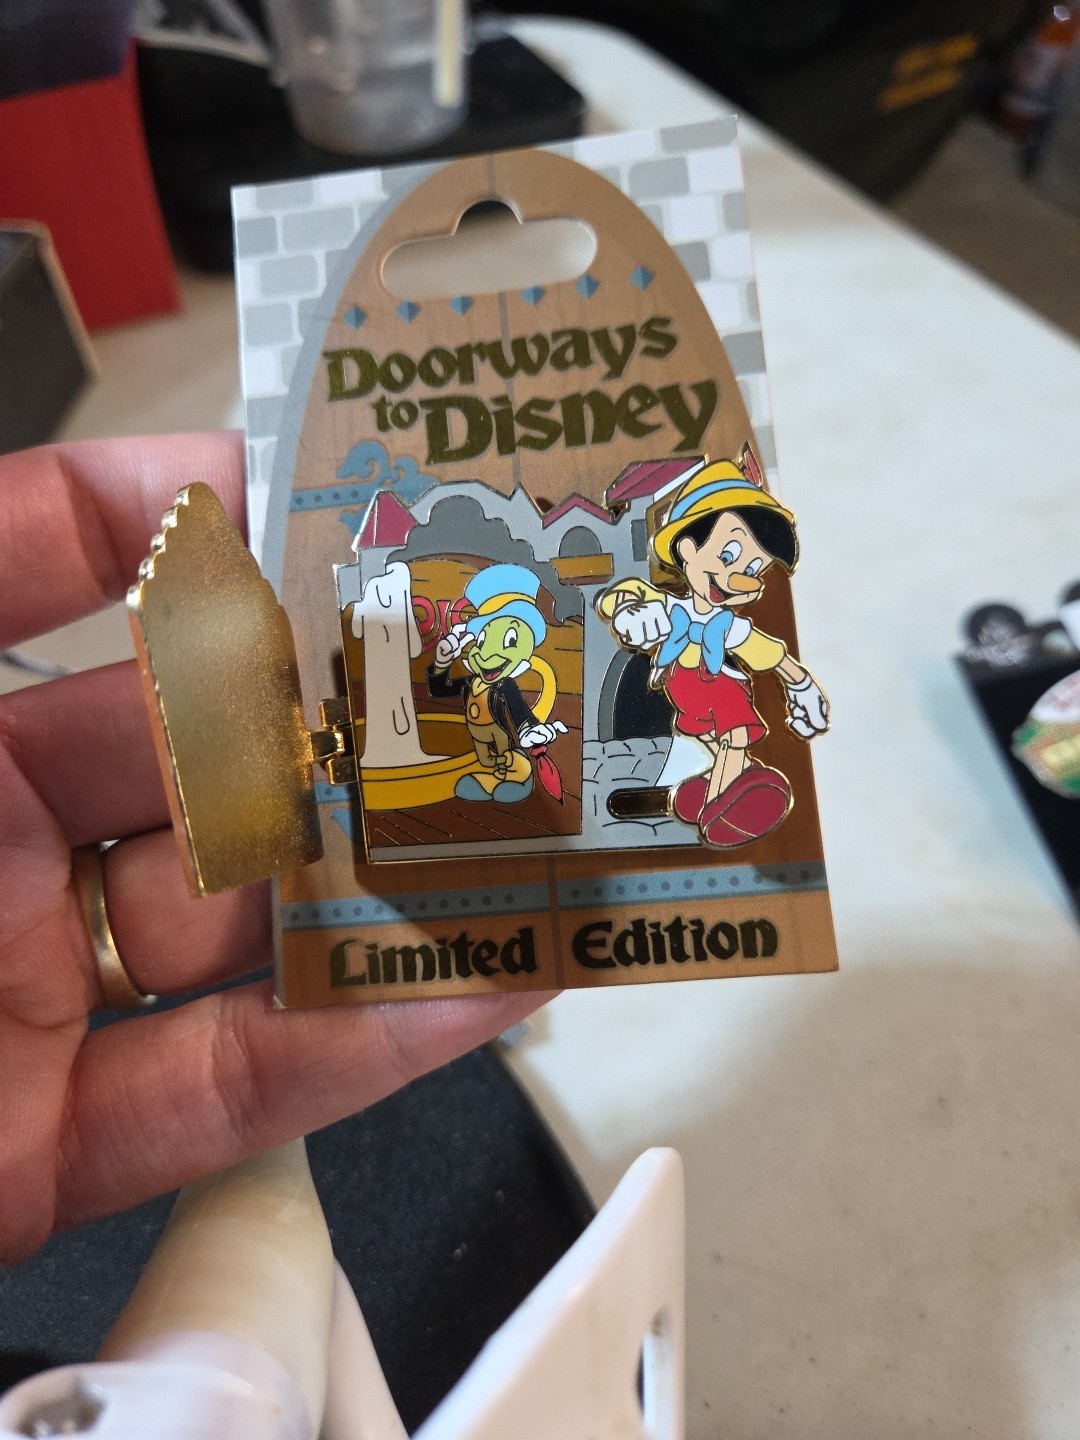 Doorways
to Disney
Limited Edition